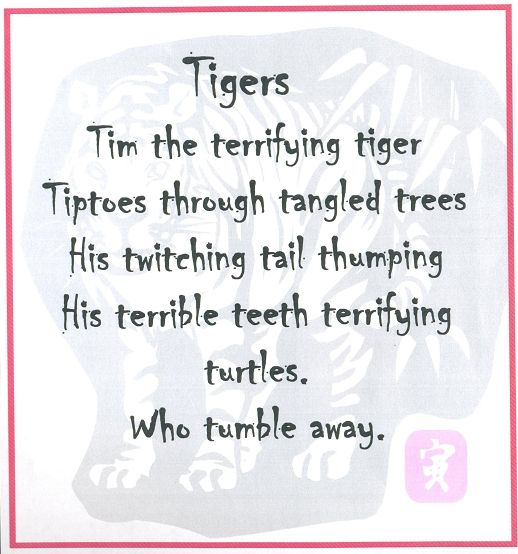 Tigers
Tim the terrifying tiger
Tiptoes through tangled trees
His twitching tail thumping
His terrible teeth terrifying
turtles.
Who tumble away.
寅